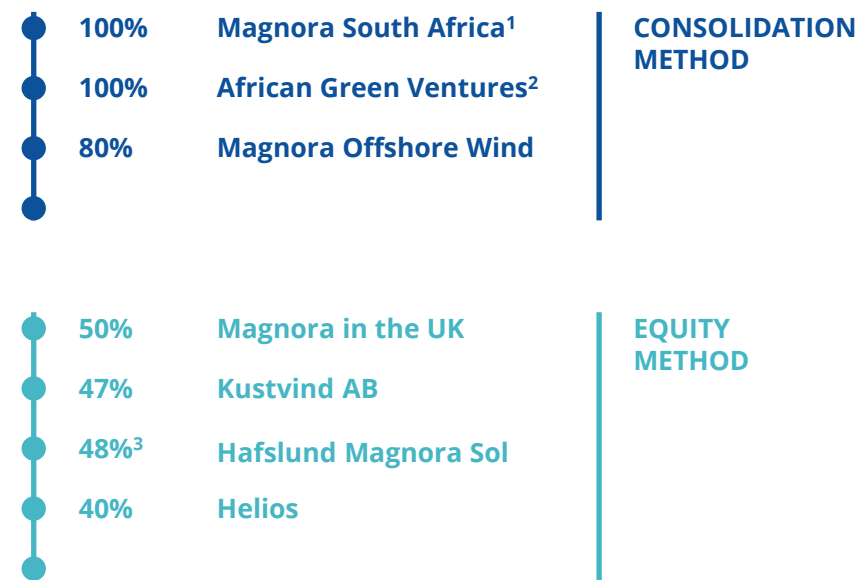 100% Magnora South Africa¹
100% African Green Ventures²
80% Magnora Offshore Wind
CONSOLIDATION
METHOD
50% Magnora in the UK
47% Kustvind AB
48%³ Hafslund Magnora Sol
40% Helios
EQUITY
METHOD